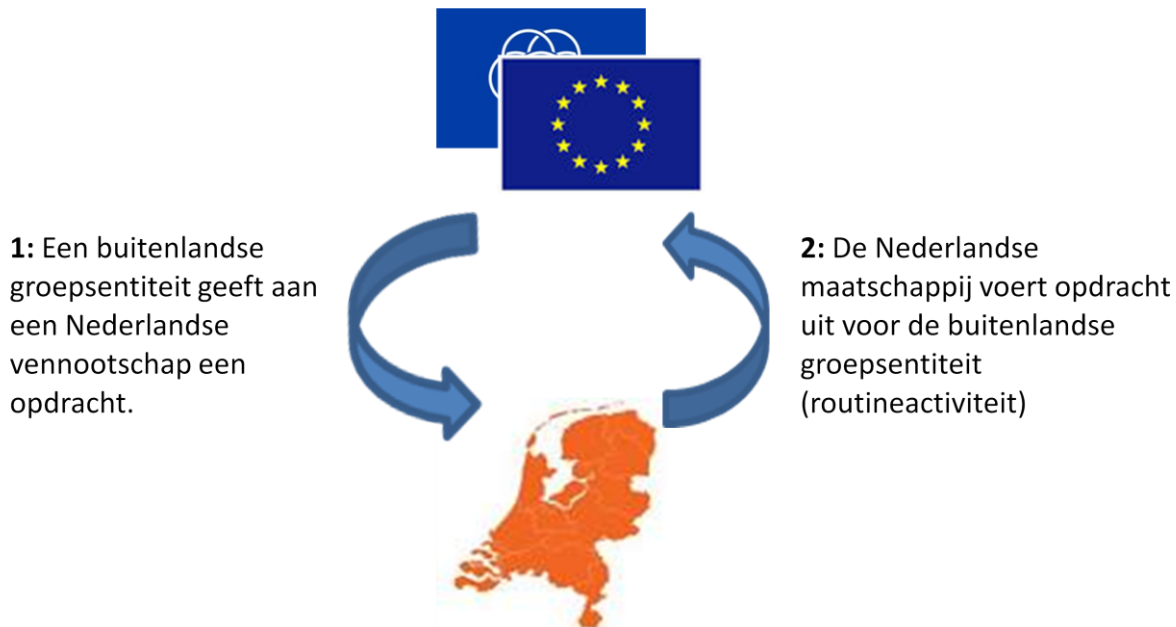 1: Een buitenlandse
groepsentiteit geeft aan
een Nederlandse
vennootschap een
opdracht.
2: De Nederlandse
maatschappij voert opdracht
uit voor de buitenlandse
groepsentiteit
(routineactiviteit)